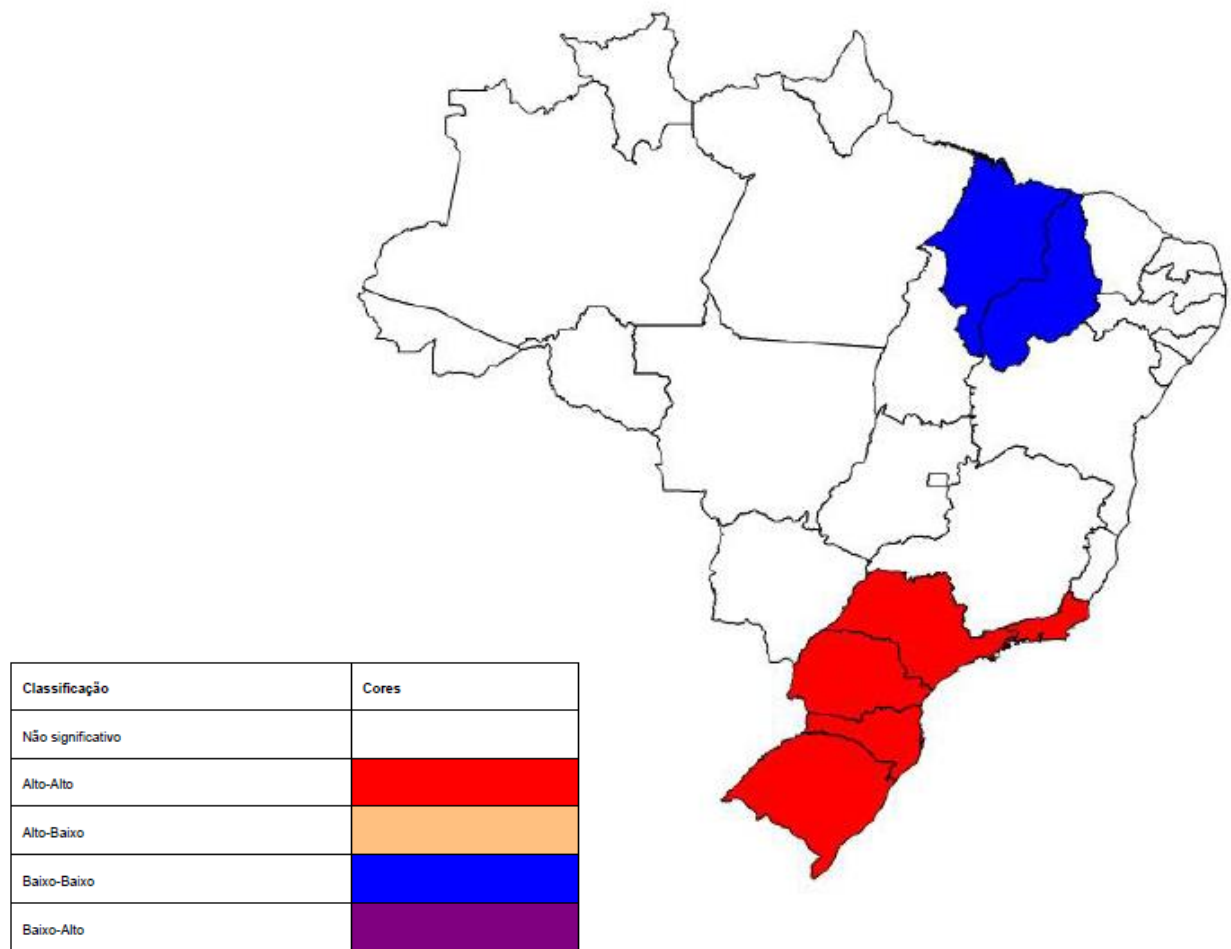 Classificação Cores
Não significativo
Alto-Alto
Alto-Baixo
Baixo-Baixo
Baixo-Alto